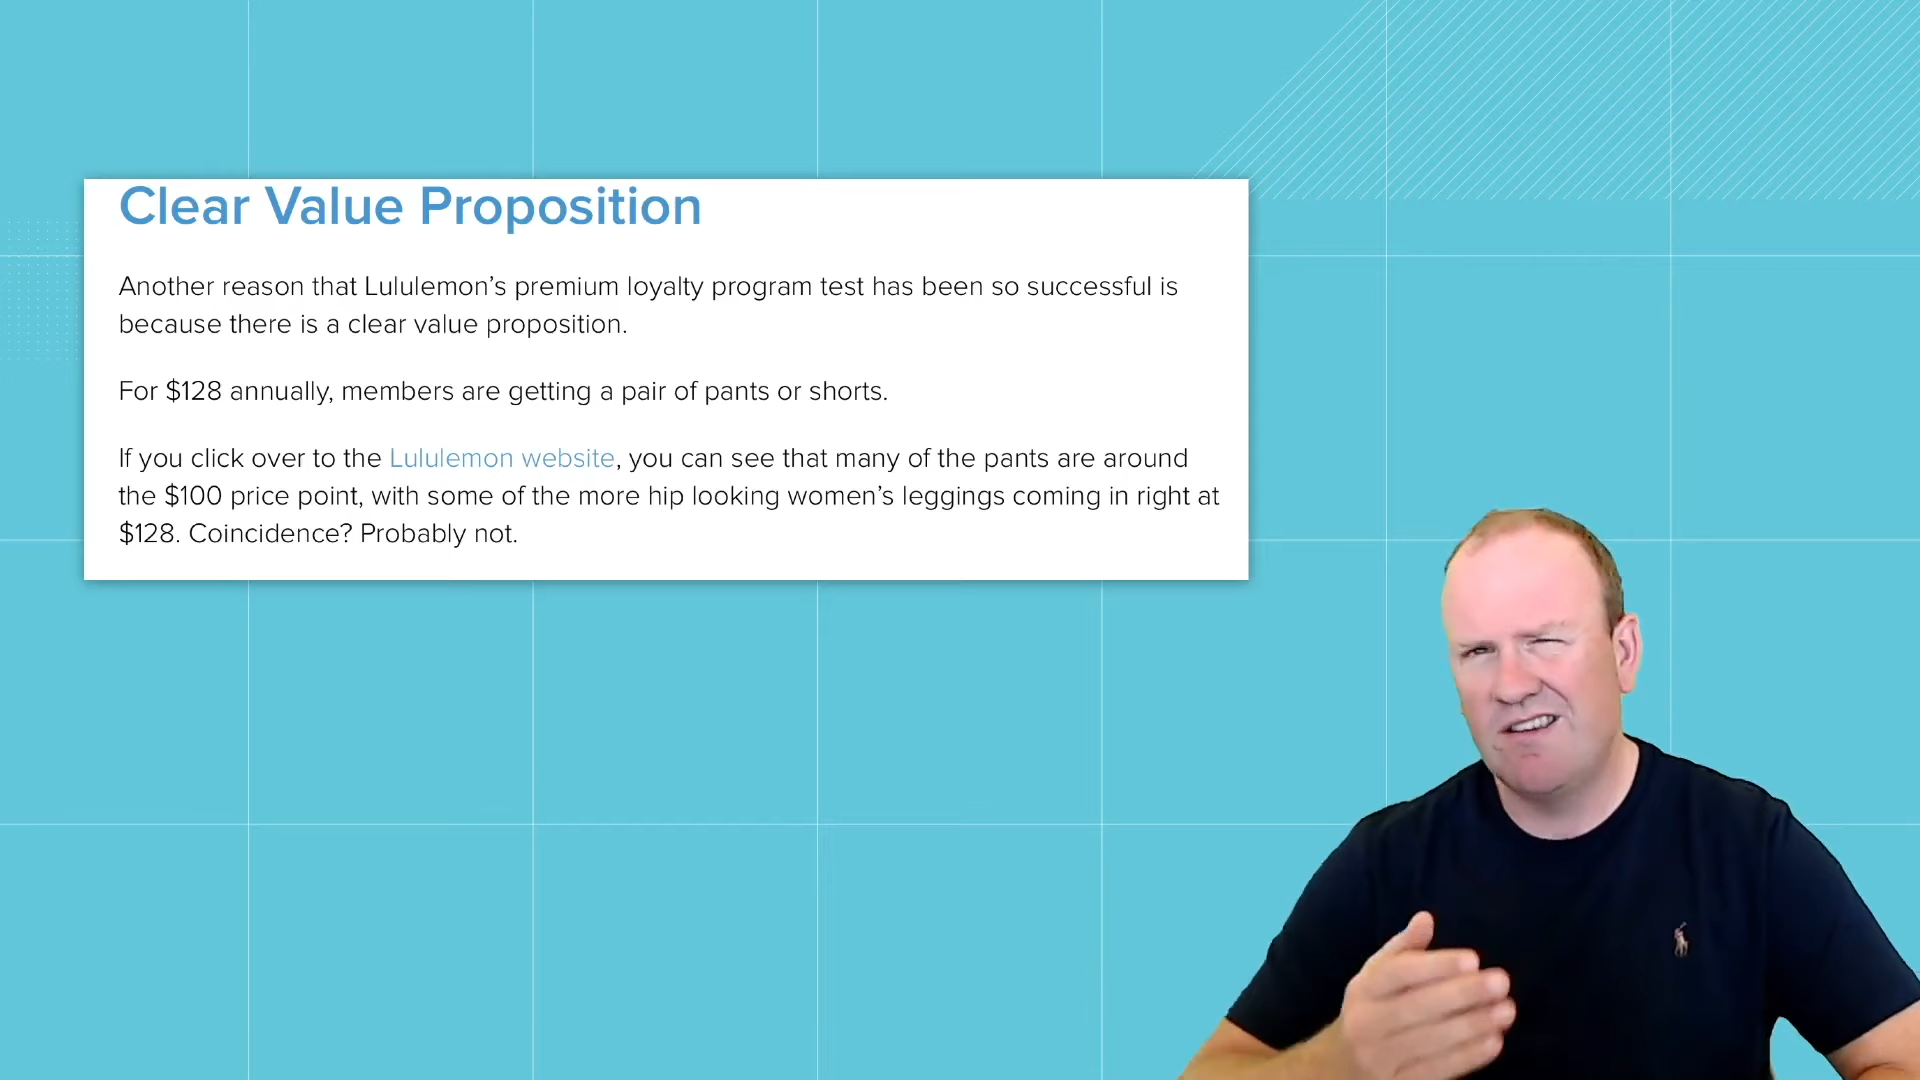 Clear Value Proposition
Another reason that Lululemon’s premium loyalty program test has been so successful is
because there is a clear value proposition.
For $128 annually, members are getting a pair of pants or shorts.
If you click over to the Lululemon website, you can see that many of the pants are around
the $100 price point, with some of the more hip looking women’s leggings coming in right at
$128. Coincidence? Probably not.